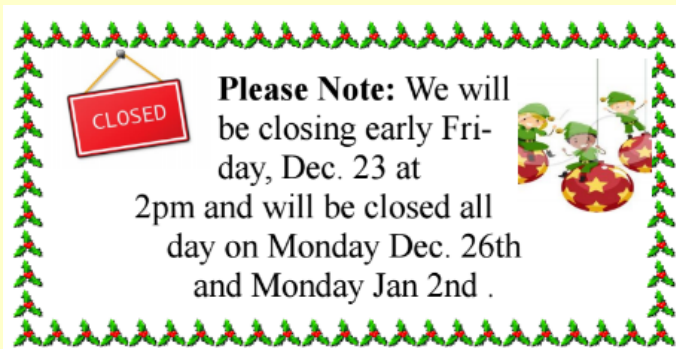 CLOSED
Please Note: We will
be closing early Fri-
day, Dec. 23 at
2pm and will be closed all
day on Monday Dec. 26th
and Monday Jan 2nd .